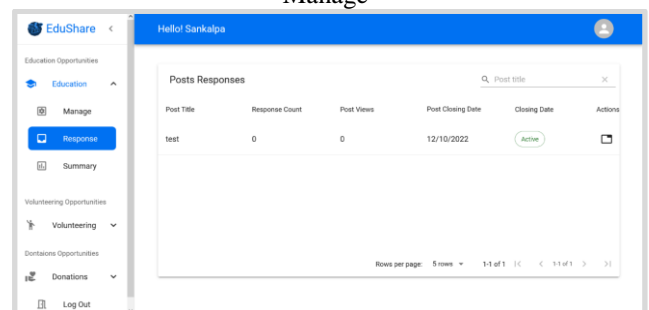 Manage
EduShare
Hello! Sankalpa
Education Opportunities
Education
Manage
Response
Summary
Volunteering Opportunities
Volunteering
Dontaions Opportunities
Donations
Log Out
Posts Responses
Post title
Post Title Response Count Post Views Post Closing Date Closing Date Actions
test 0 0 12/10/2022 Active
Rows per page: 5 rows 1-1 of 1 1-1 of 1